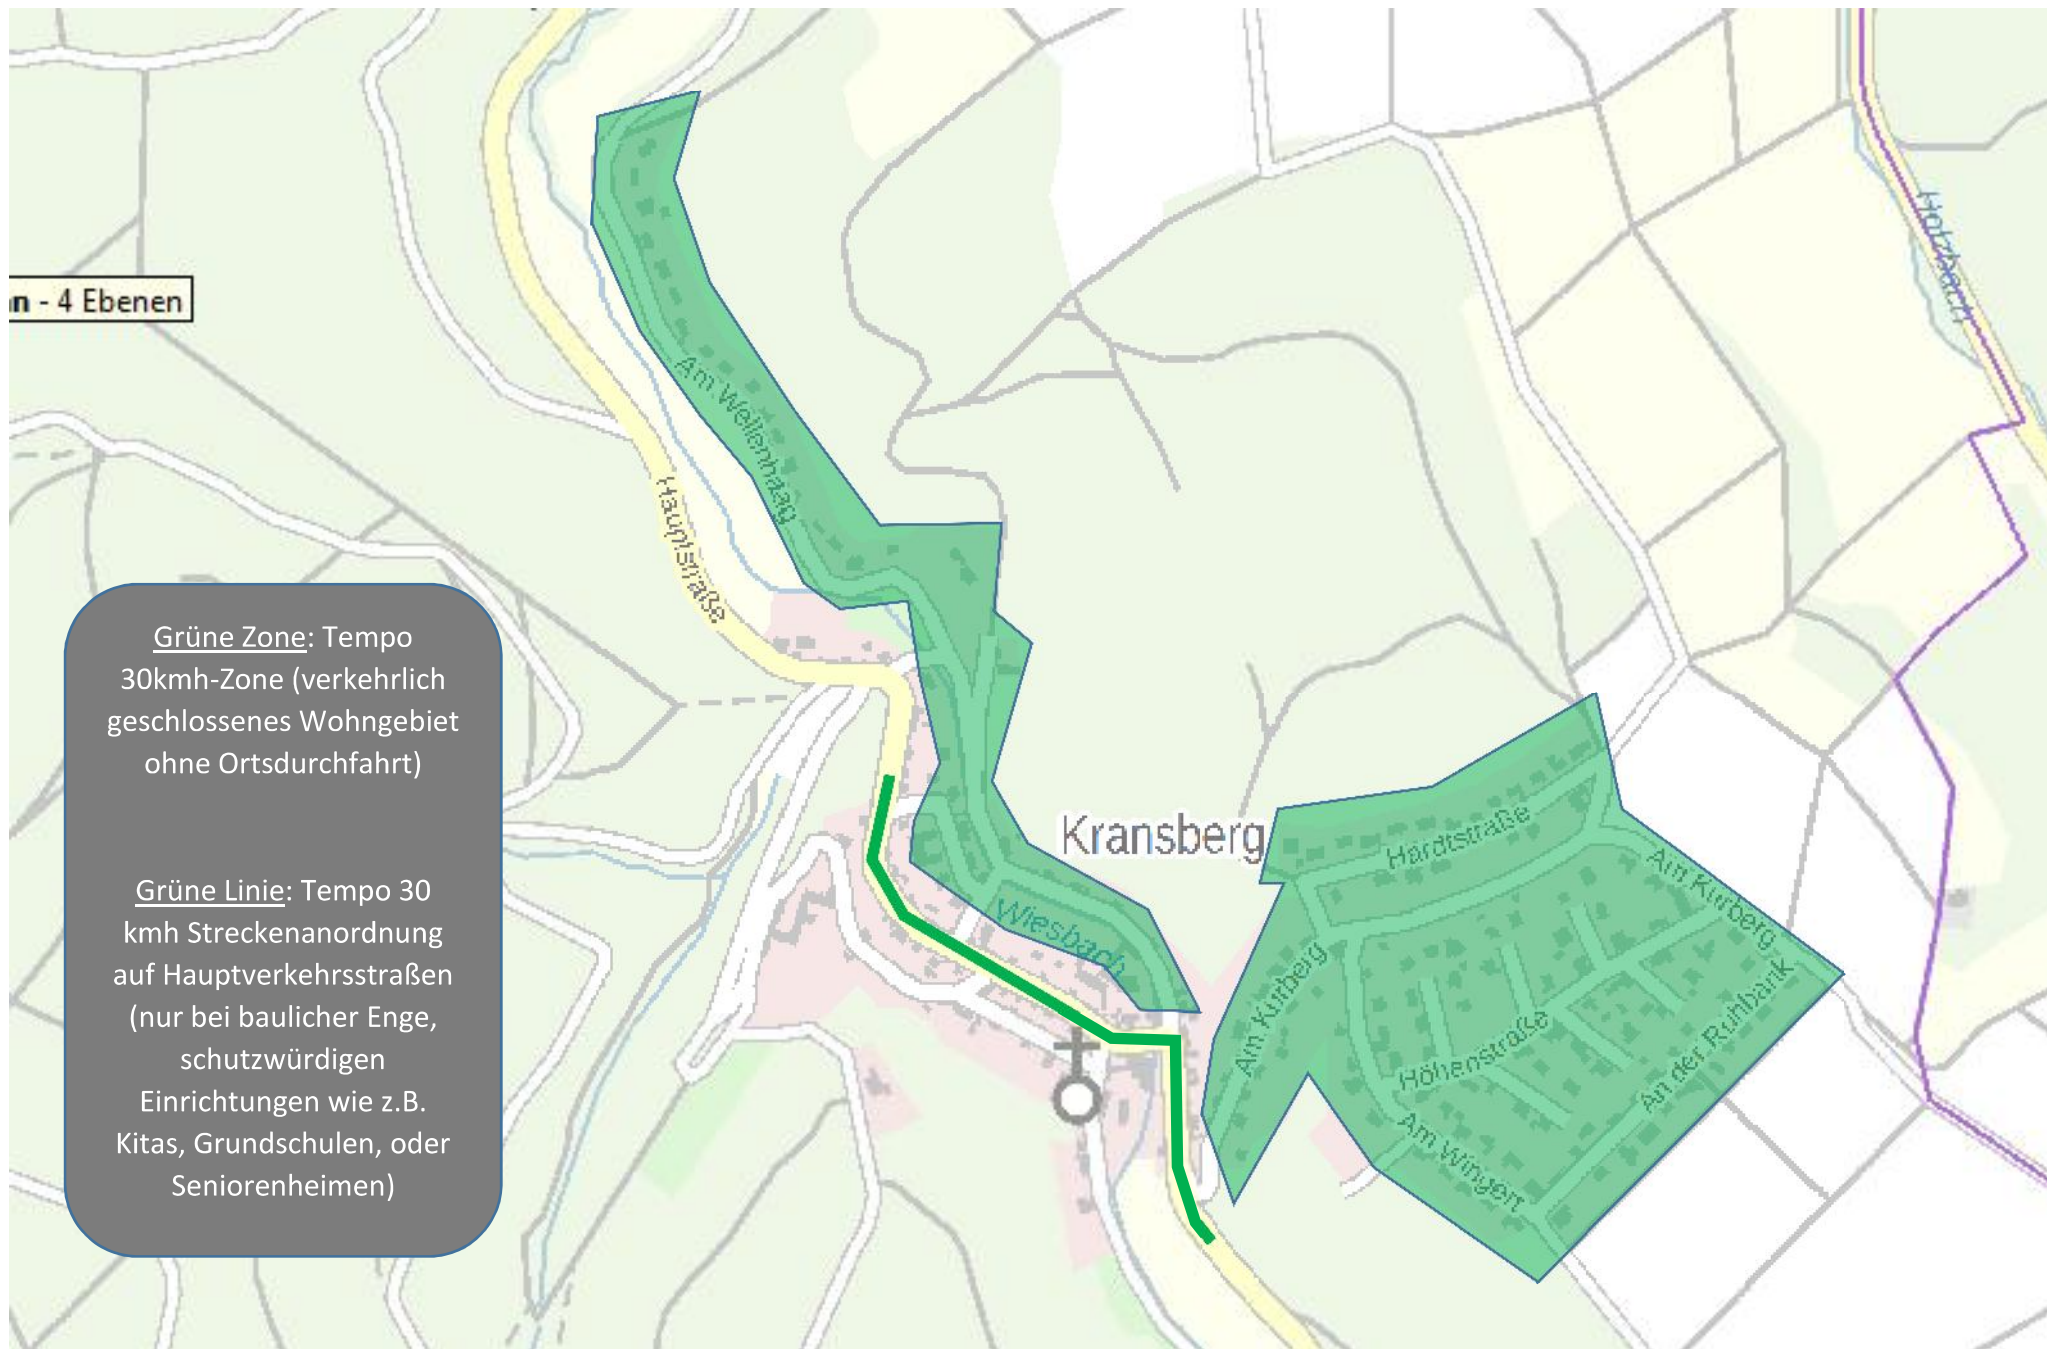 n - 4 Ebenen
Holzbach
Am Wellenhaag
Hauptstraße
Grüne Zone: Tempo
30kmh-Zone (verkehrlich
geschlossenes Wohngebiet
ohne Ortsdurchfahrt)
Grüne Linie: Tempo 30
kmh Streckenanordnung
auf Hauptverkehrsstraßen
(nur bei baulicher Enge,
schutzwürdigen
Einrichtungen wie z.B.
Kitas, Grundschulen, oder
Seniorenheimen)
Kransberg
Hardtstraße
Am Kürberg
Wiesbach
Am Kürberg
Höhenstraße
An der Ruhbank
Am Wingert